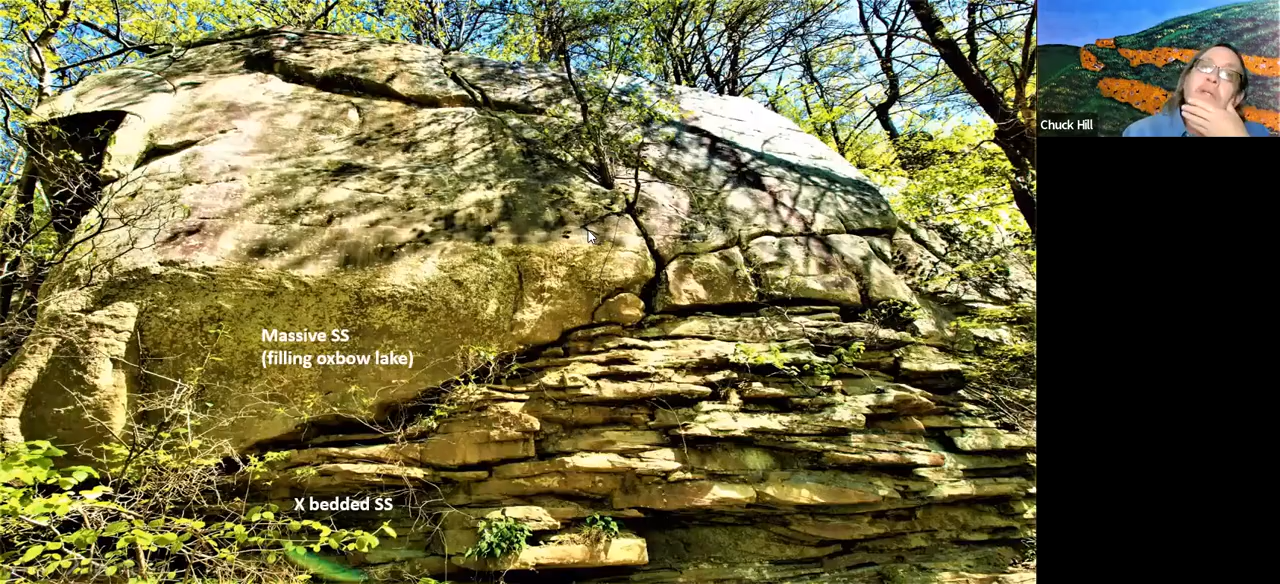 Chuck Hill
Massive SS
(filling oxbow lake)
X bedded SS